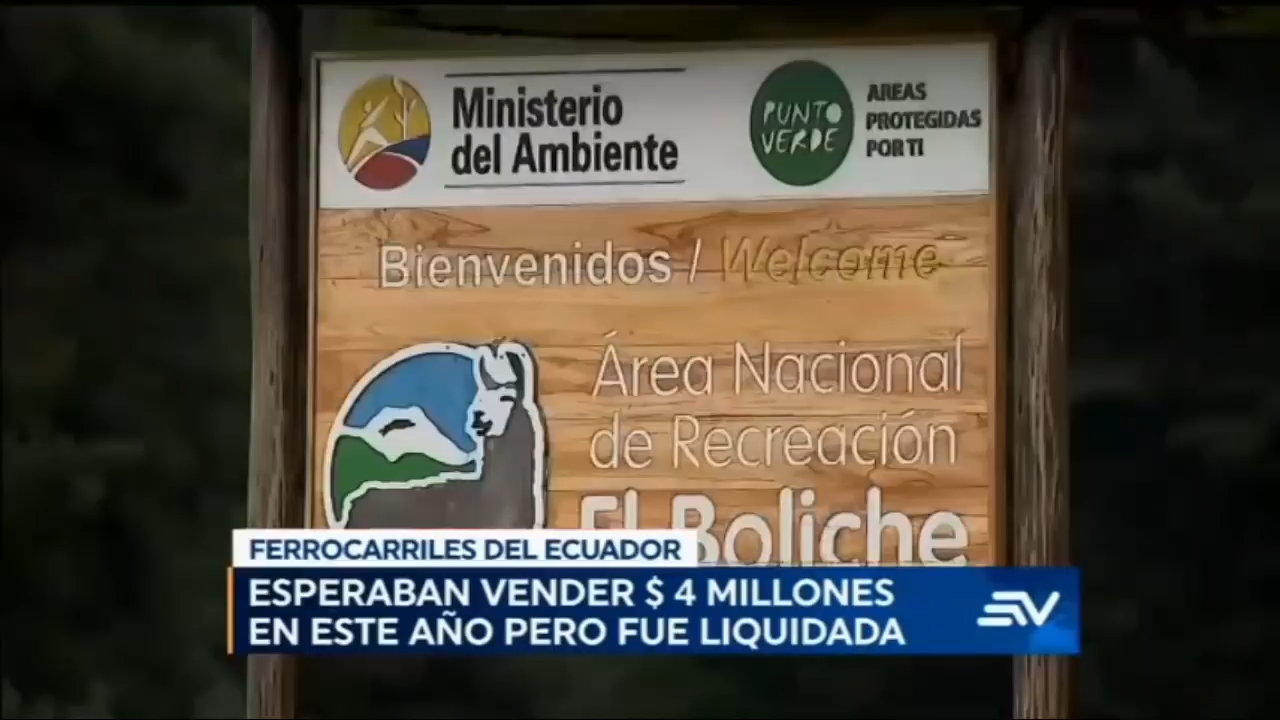 Ministerio
del Ambiente
PUNTO
VERDE
AREAS
PROTEGIDAS
POR TI
Bienvenidos / Welcome
Área Nacional
de Recreación
El Boliche
FERROCARRILES DEL ECUADOR
ESPERABAN VENDER $ 4 MILLONES
EN ESTE AÑO PERO FUE LIQUIDADA
EV